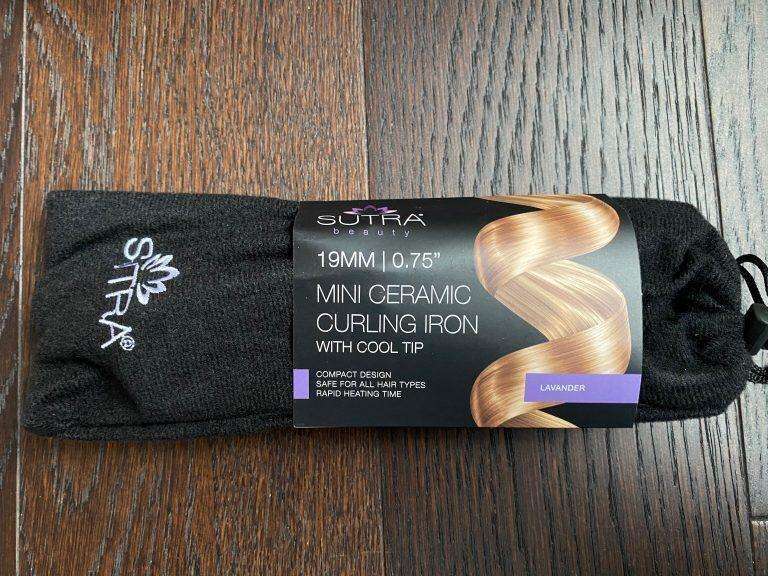 SUTRA®
SUTRA®
beauty
19MM | 0.75"
MINI CERAMIC
CURLING IRON
WITH COOL TIP
COMPACT DESIGN
SAFE FOR ALL HAIR TYPES
RAPID HEATING TIME
LAVANDER